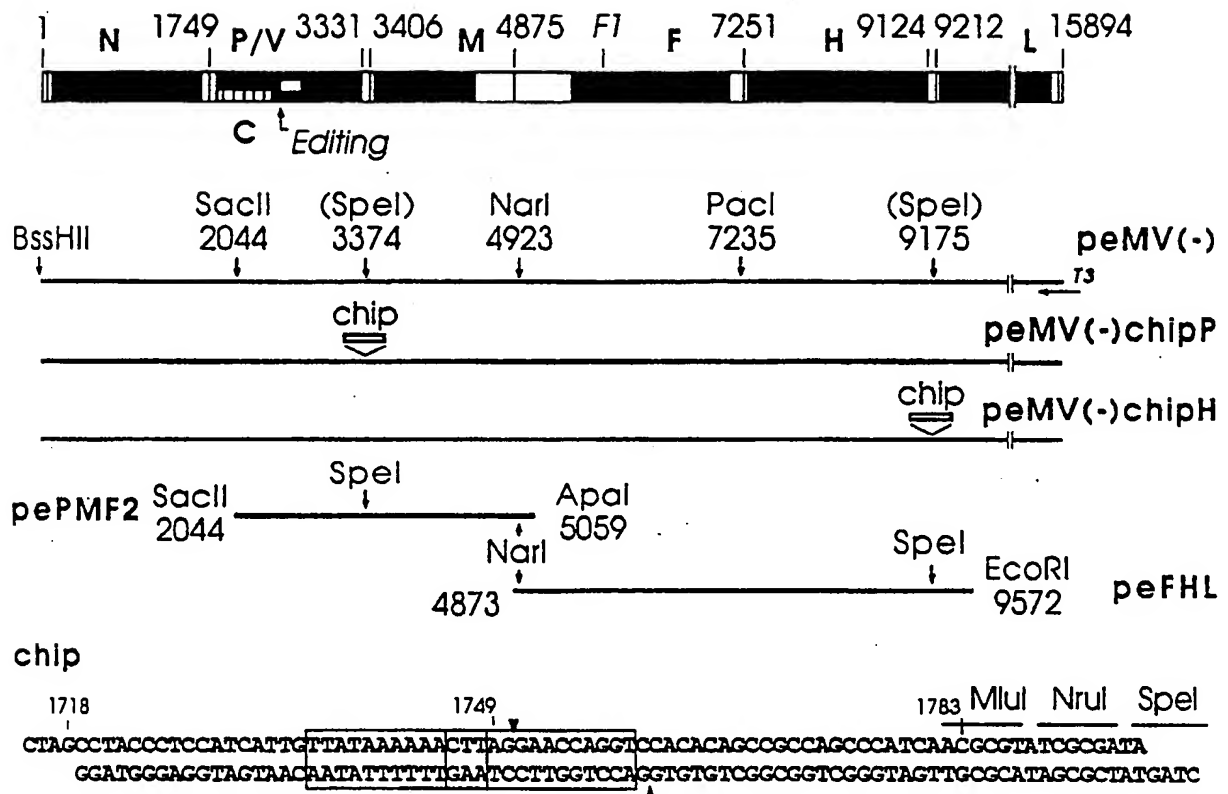 1 N 1749 P/V 3331 3406 M 4875 F1 F 7251 H 9124 9212 L 15894
C Editing
SacII (SpeI) NarI PacI (SpeI)
BssHII 2044 3374 4923 7235 9175 peMV(-)
T3
chip
peMV(-)chipP
chip
peMV(-)chipH
SpeI
pePMF2 SacII ApaI
2044 5059
NarI SpeI
4873 EcoRI peFHL
9572
chip
1718 1749 1783 MluI NruI SpeI
CTAGCCTACCCTCCATCATTGTTATAAAAAACTTAGGAACCAGGTCCACACAGCCGCCAGCCCATCAACGCGTATCGCGATA
GGATGGGAGGTAGTAACAATATTTTTTGAATCCTTGGTCCAGGTGTGTCGGCGGTCGGGTAGTTGCGCATAGCGCTATGATC